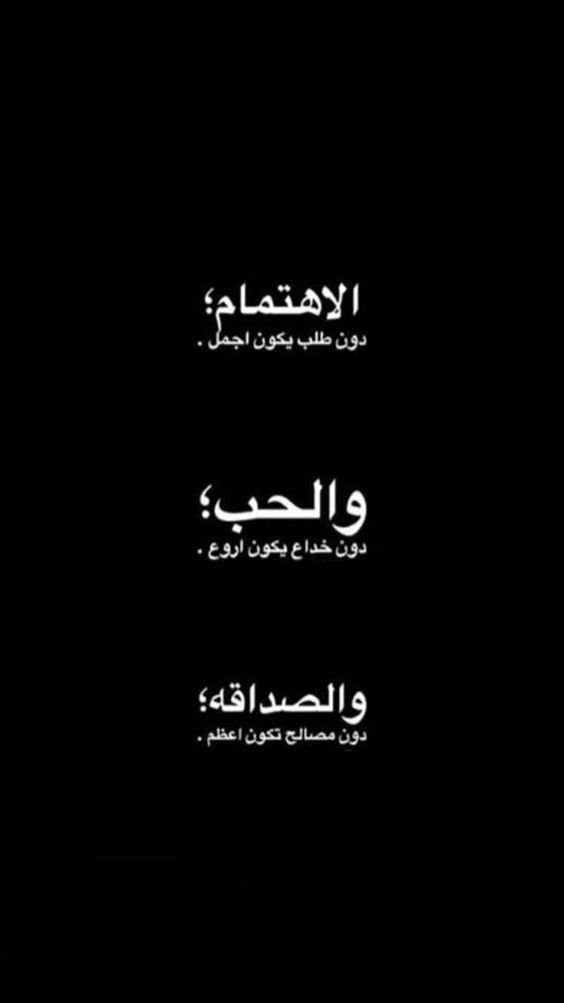 الاهتمام؛
دون طلب يكون اجمل .
والحب؛
دون خداع يكون اروع .
والصداقه؛
دون مصالح تكون اعظم .